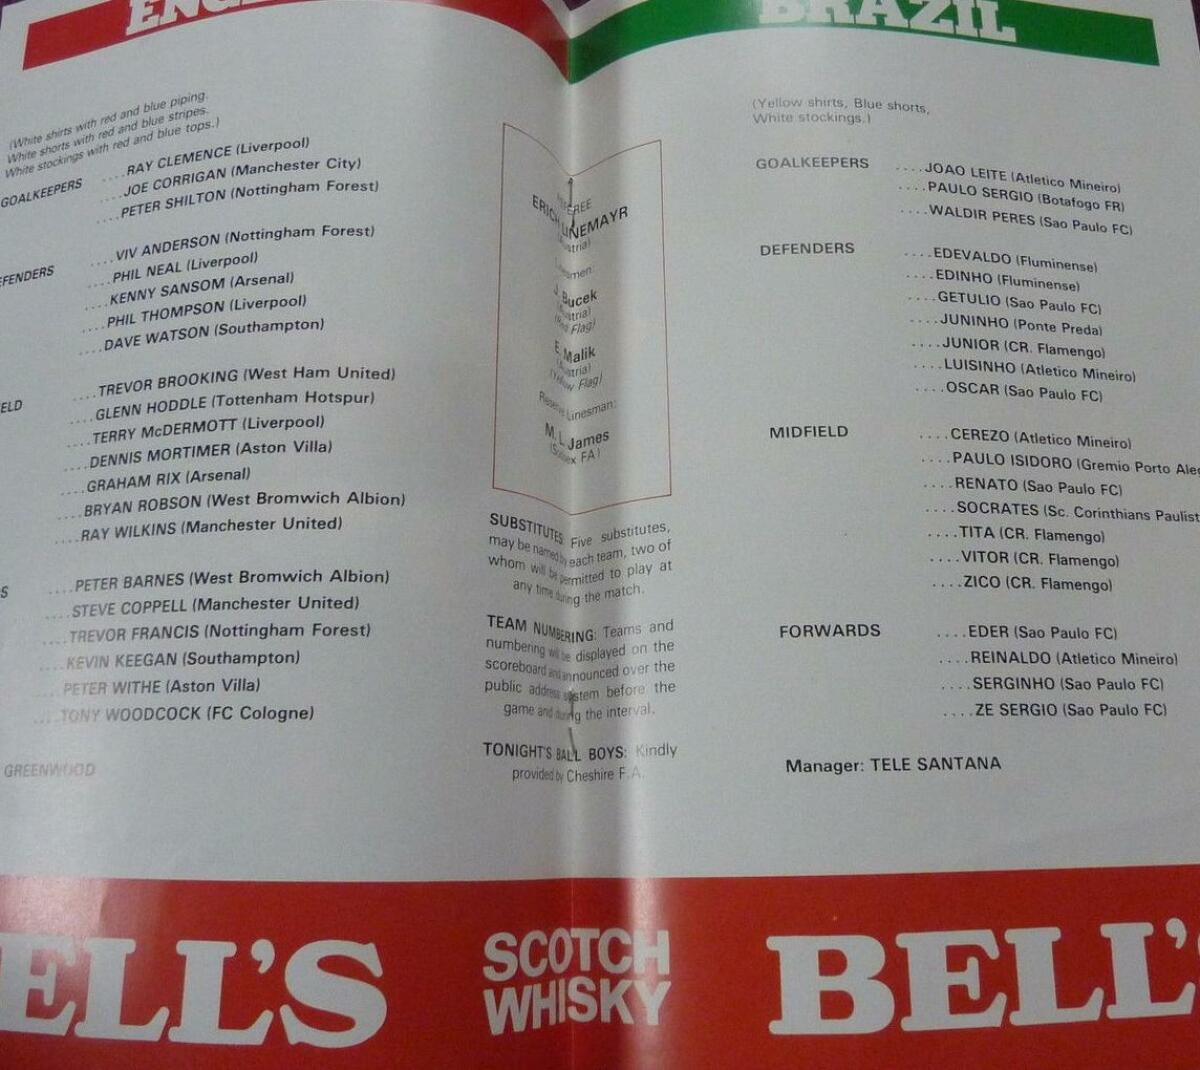 BRAZIL
(White shirts with red and blue piping.
White shorts with red and blue stripes.
White stockings with red and blue tops.)
GOALKEEPERS ....RAY CLEMENCE (Liverpool)
....JOE CORRIGAN (Manchester City)
....PETER SHILTON (Nottingham Forest)
EFENDERS ....VIV ANDERSON (Nottingham Forest)
....PHIL NEAL (Liverpool)
....KENNY SANSOM (Arsenal)
....PHIL THOMPSON (Liverpool)
....DAVE WATSON (Southampton)
ELD ....TREVOR BROOKING (West Ham United)
....GLENN HODDLE (Tottenham Hotspur)
....TERRY McDERMOTT (Liverpool)
....DENNIS MORTIMER (Aston Villa)
....GRAHAM RIX (Arsenal)
....BRYAN ROBSON (West Bromwich Albion)
....RAY WILKINS (Manchester United)
S ....PETER BARNES (West Bromwich Albion)
....STEVE COPPELL (Manchester United)
....TREVOR FRANCIS (Nottingham Forest)
....KEVIN KEEGAN (Southampton)
....PETER WITHE (Aston Villa)
....TONY WOODCOCK (FC Cologne)
GREENWOOD
REFEREE
ERICH LINEMAYR
(Austria)
Linesmen:
J. Bucek
(Austria)
(Red Flag)
E. Malik
(Austria)
(Yellow Flag)
Reserve Linesman:
M. L. James
(Sussex FA)
SUBSTITUTES: Five substitutes,
may be named by each team, two of
whom will be permitted to play at
any time during the match.
TEAM NUMBERING: Teams and
numbering will be displayed on the
scoreboard and announced over the
public address system before the
game and during the interval.
TONIGHT'S BALL BOYS: Kindly
provided by Cheshire F.A.
(Yellow shirts, Blue shorts,
White stockings.)
GOALKEEPERS ....JOAO LEITE (Atletico Mineiro)
....PAULO SERGIO (Botafogo FR)
....WALDIR PERES (Sao Paulo FC)
DEFENDERS ....EDEVALDO (Fluminense)
....EDINHO (Fluminense)
....GETULIO (Sao Paulo FC)
....JUNINHO (Ponte Preda)
....JUNIOR (CR. Flamengo)
....LUISINHO (Atletico Mineiro)
....OSCAR (Sao Paulo FC)
MIDFIELD ....CEREZO (Atletico Mineiro)
....PAULO ISIDORO (Gremio Porto Aleg
....RENATO (Sao Paulo FC)
....SOCRATES (Sc. Corinthians Paulist
....TITA (CR. Flamengo)
....VITOR (CR. Flamengo)
....ZICO (CR. Flamengo)
FORWARDS ....EDER (Sao Paulo FC)
....REINALDO (Atletico Mineiro)
....SERGINHO (Sao Paulo FC)
....ZE SERGIO (Sao Paulo FC)
Manager: TELE SANTANA
ELL'S SCOTCH WHISKY BELL'S